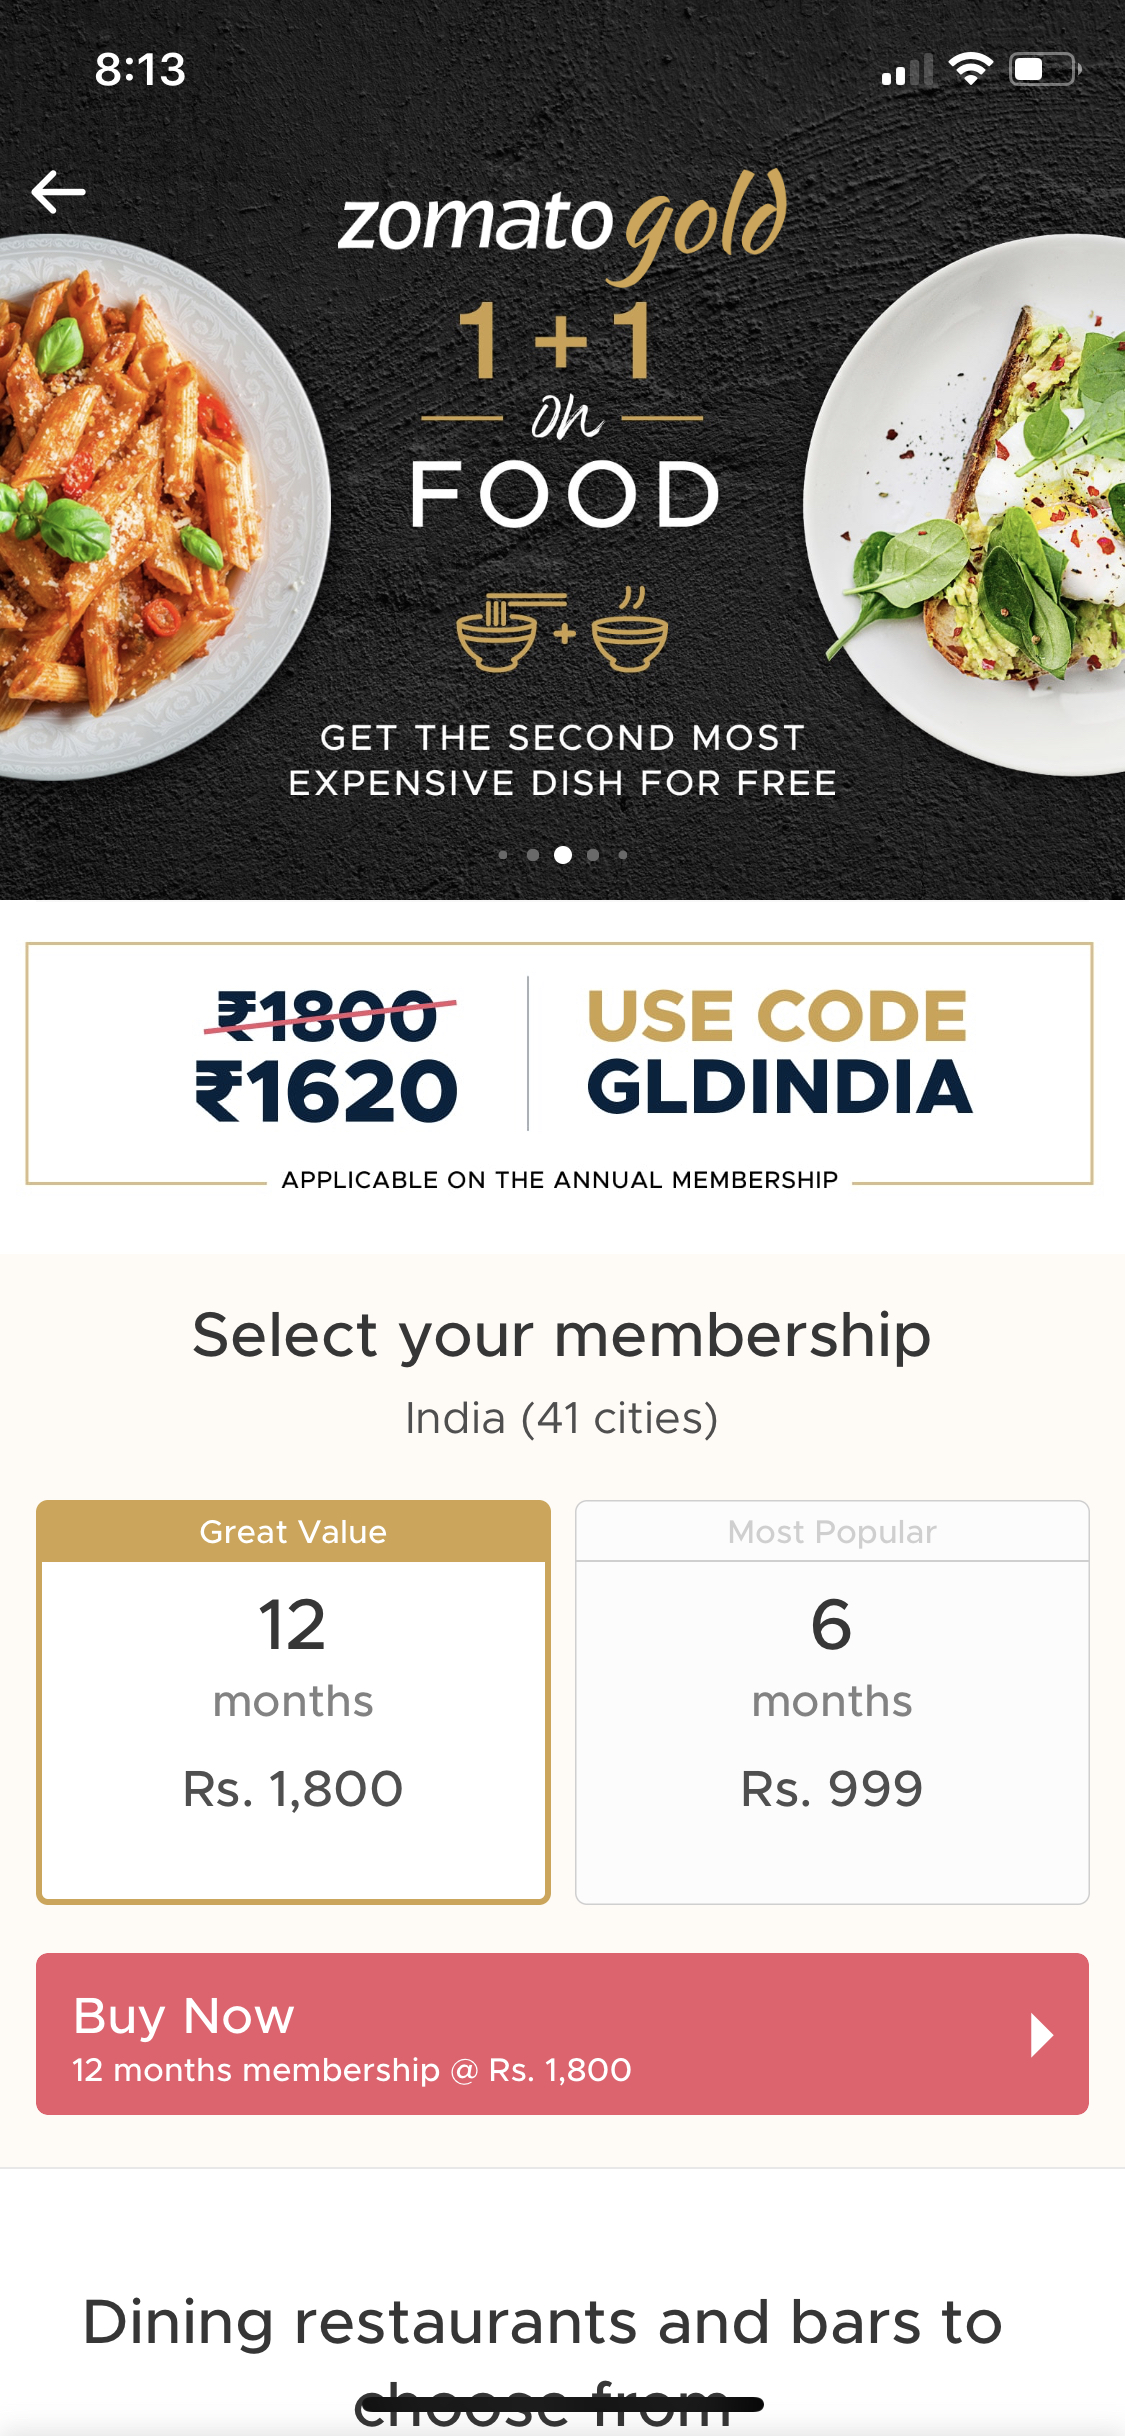 8:13
zomato gold
1+1
on
FOOD
+
GET THE SECOND MOST
EXPENSIVE DISH FOR FREE
₹1800
₹1620
USE CODE
GLDINDIA
APPLICABLE ON THE ANNUAL MEMBERSHIP
Select your membership
India (41 cities)
Great Value
12
months
Rs. 1,800
Most Popular
6
months
Rs. 999
Buy Now
12 months membership @ Rs. 1,800
Dining restaurants and bars to
choose from